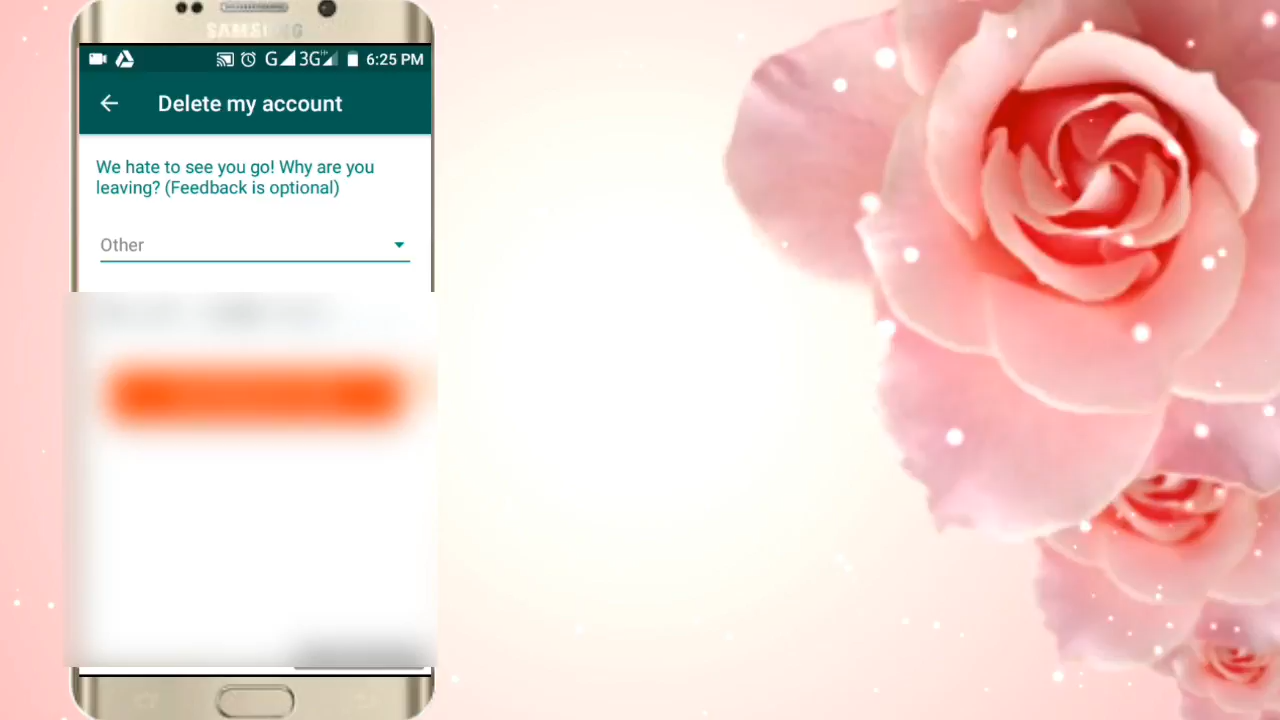 SAMSUNG
G 3G H+ 6:25 PM
Delete my account
We hate to see you go! Why are you
leaving? (Feedback is optional)
Other